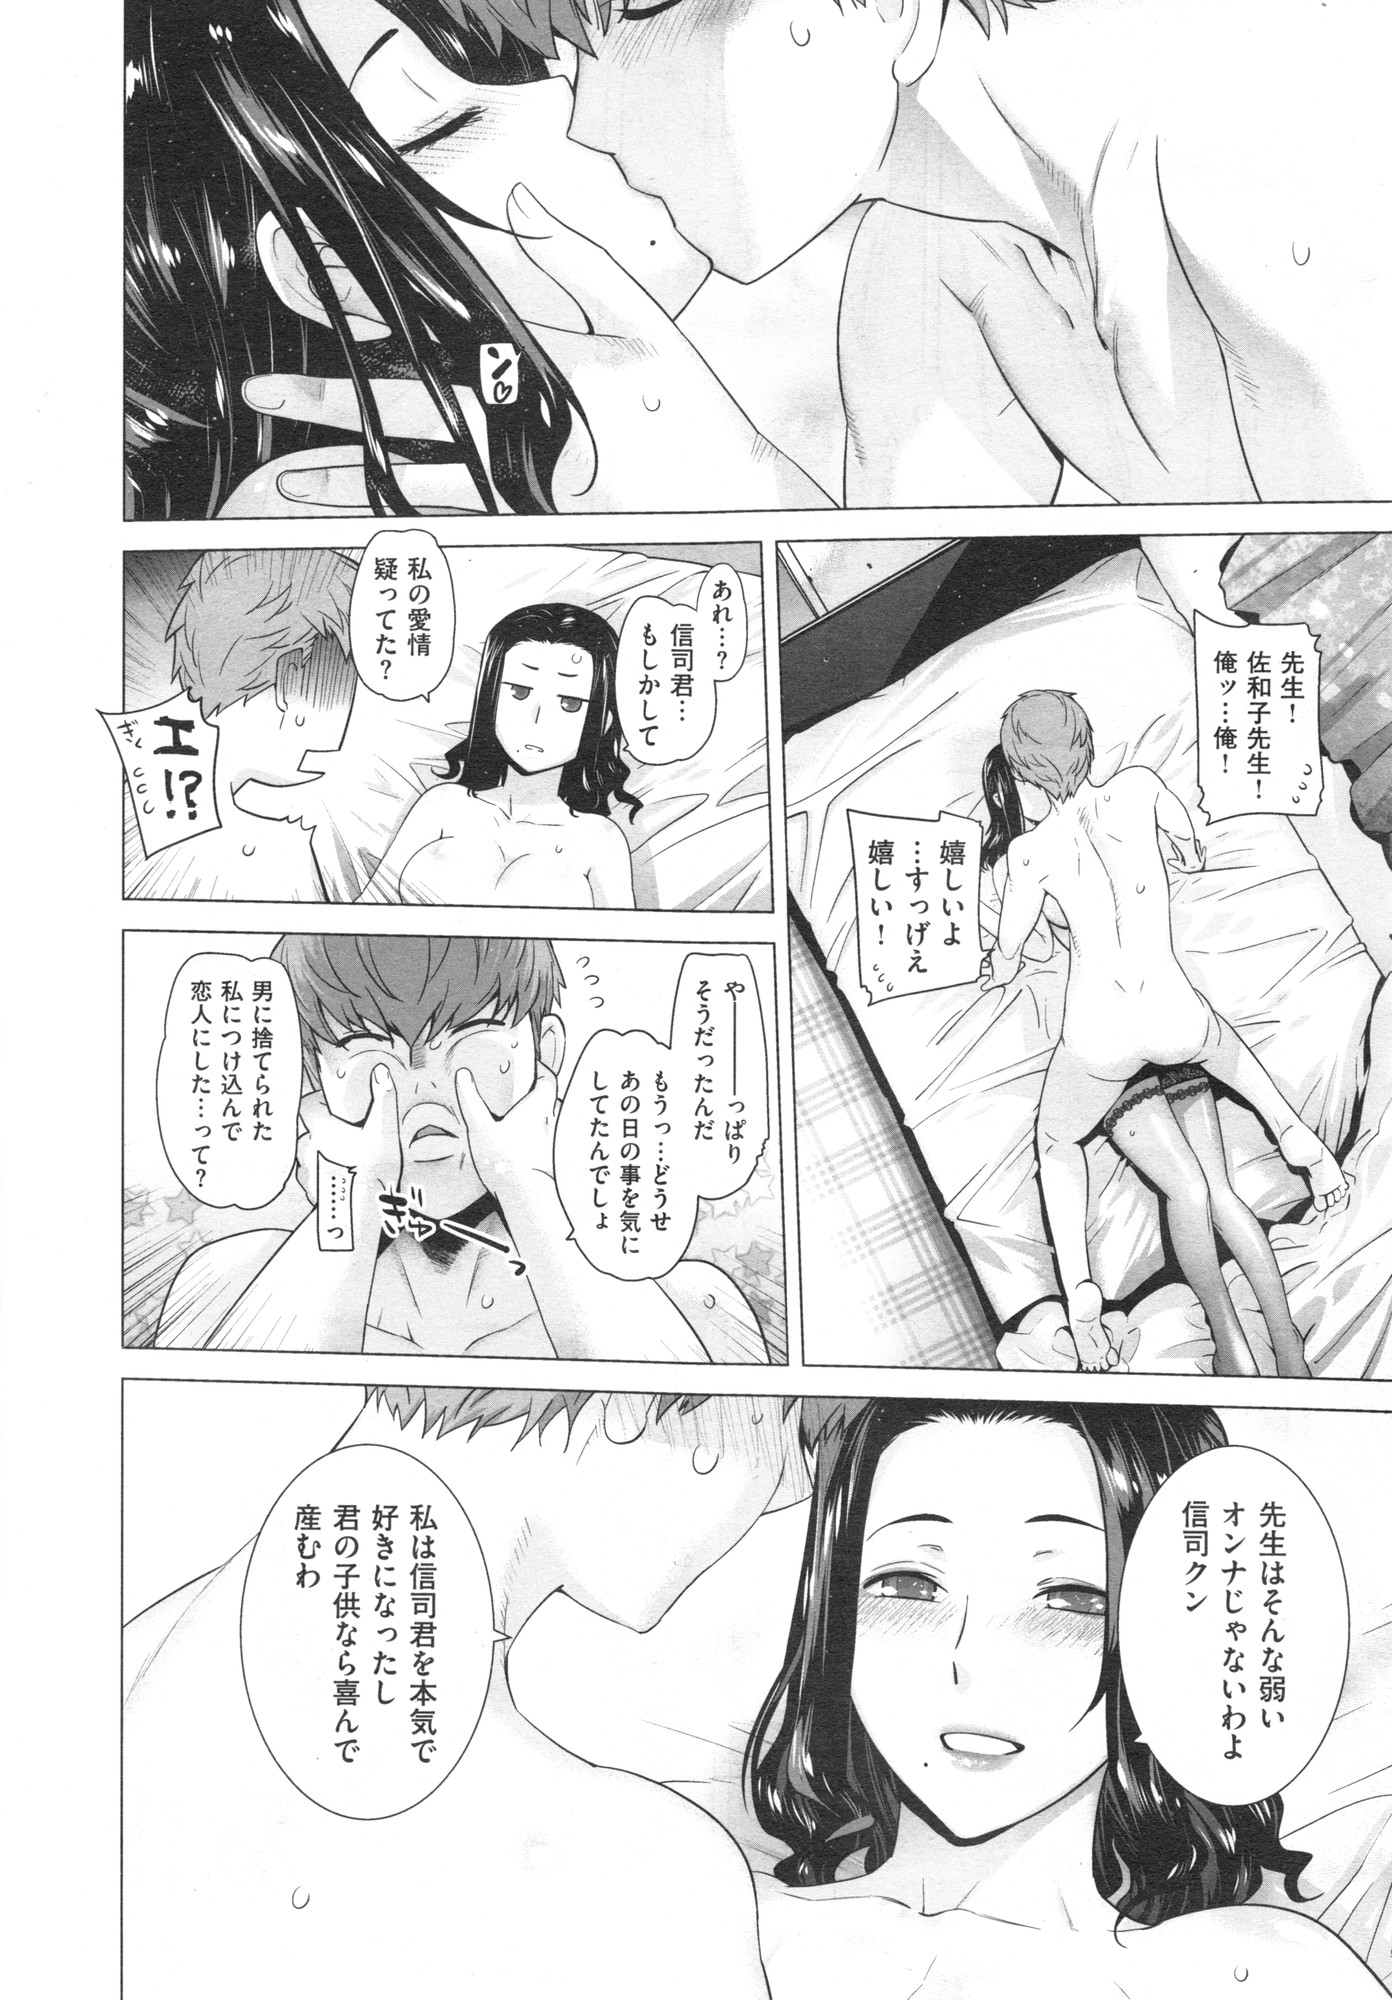 ン♡
先生！
佐和子先生！
俺ッ…俺！
嬉しいよ
…すっげえ
嬉しい！
あれ…？
信司君…
もしかして
私の愛情
疑ってた？
エ!?
ぎくっ
や――っぱり
そうだったんだ
もうっ…どうせ
あの日の事を気に
してたんでしょ
ぎゅーーっ
………っ
男に捨てられた
私につけ込んで
恋人にした…って？
先生はそんな弱い
オンナじゃないわよ
信司クン
私は信司君を本気で
好きになったし
君の子供なら喜んで
産むわ